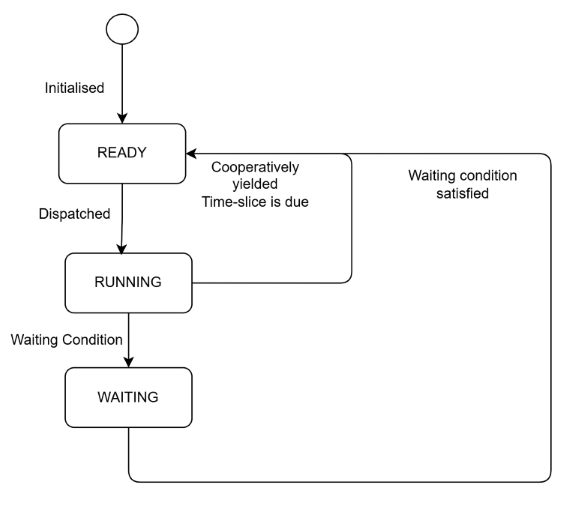 Initialised
READY
Cooperatively
yielded
Time-slice is due
Waiting condition
satisfied
Dispatched
RUNNING
Waiting Condition
WAITING